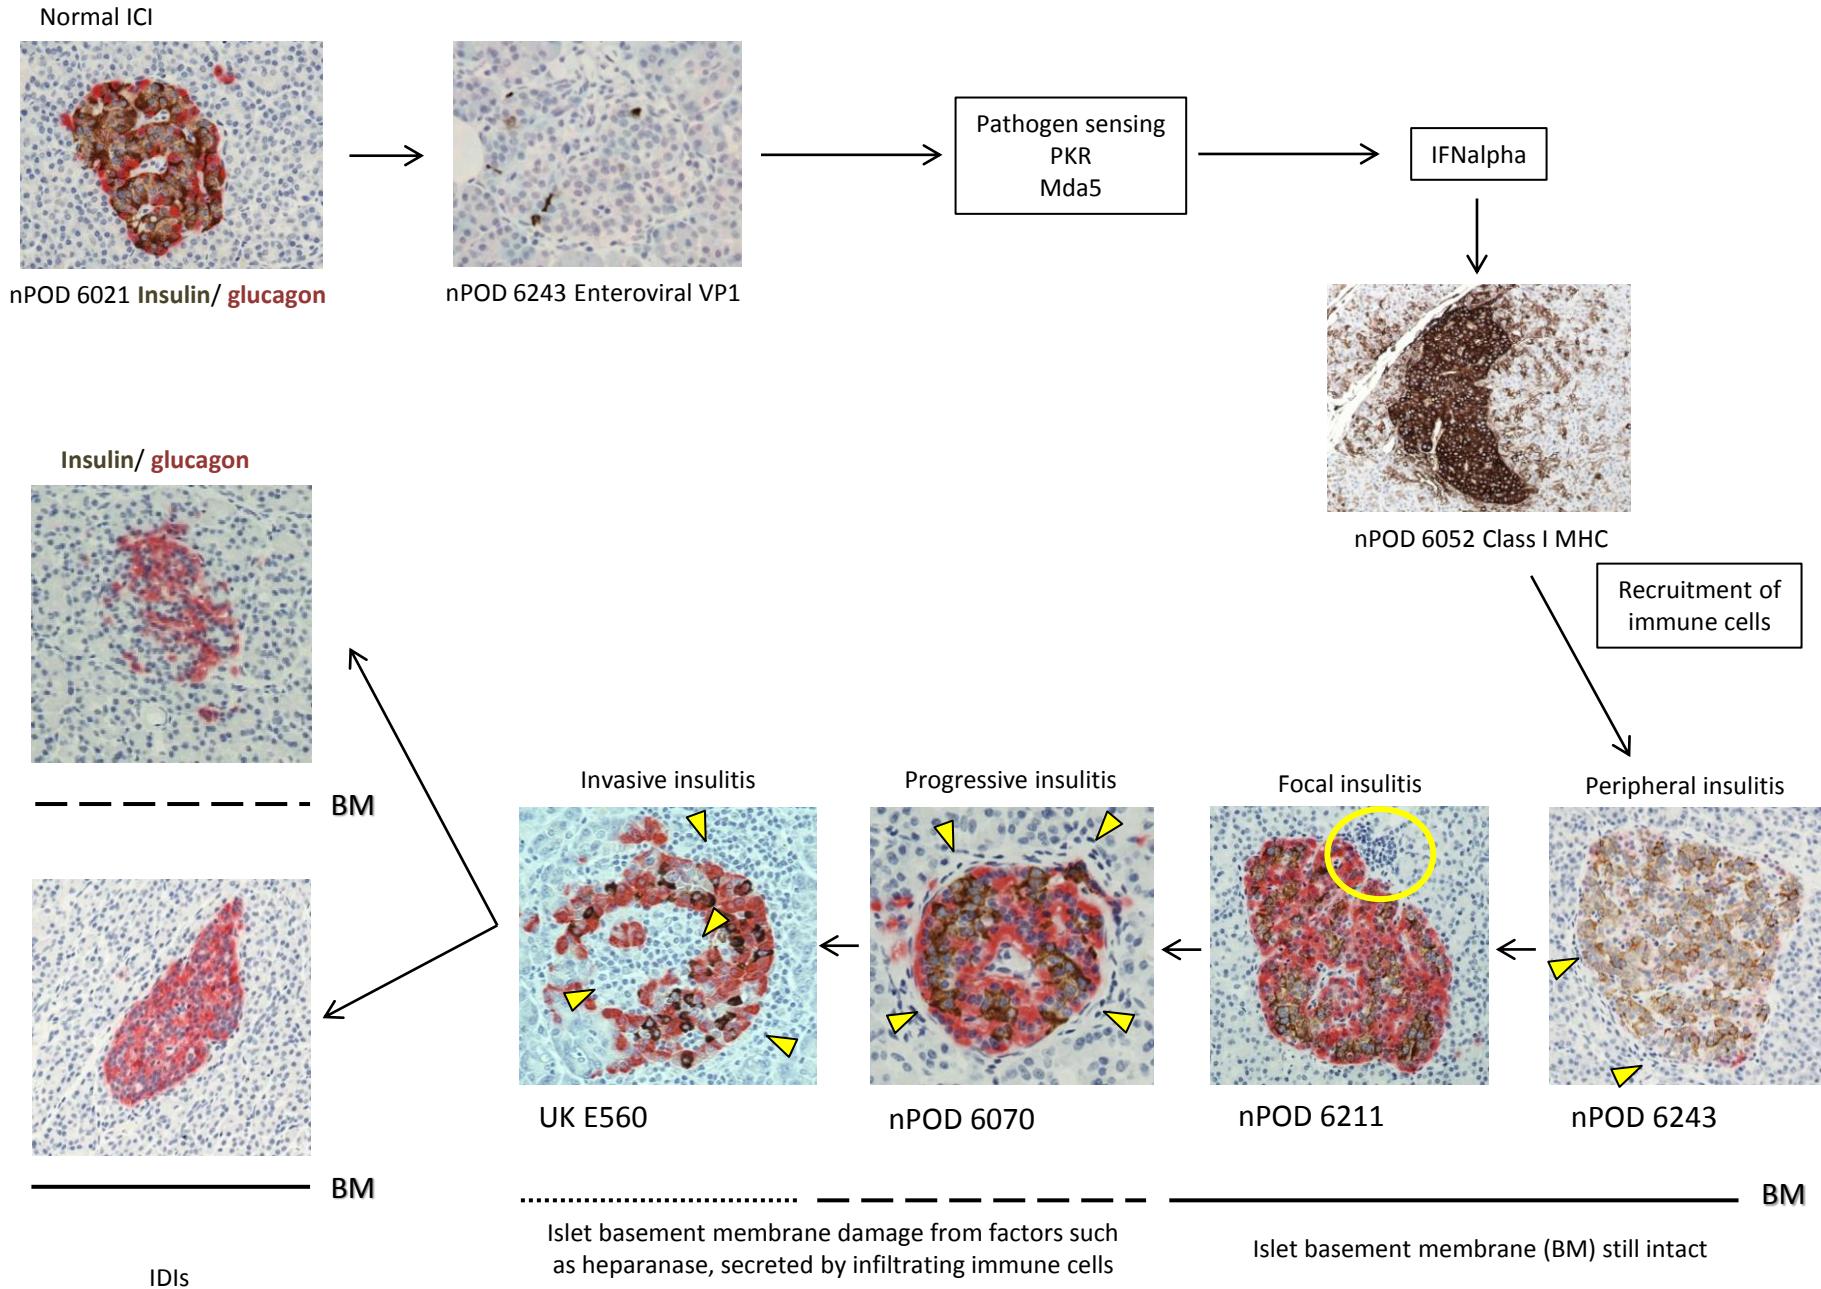 Normal ICI
nPOD 6021 Insulin/ glucagon
nPOD 6243 Enteroviral VP1
Pathogen sensing
PKR
Mda5
IFNalpha
nPOD 6052 Class I MHC
Recruitment of
immune cells
Insulin/ glucagon
BM
BM
IDIs
Invasive insulitis
Progressive insulitis
Focal insulitis
Peripheral insulitis
UK E560
nPOD 6070
nPOD 6211
nPOD 6243
BM
Islet basement membrane damage from factors such
as heparanase, secreted by infiltrating immune cells
Islet basement membrane (BM) still intact